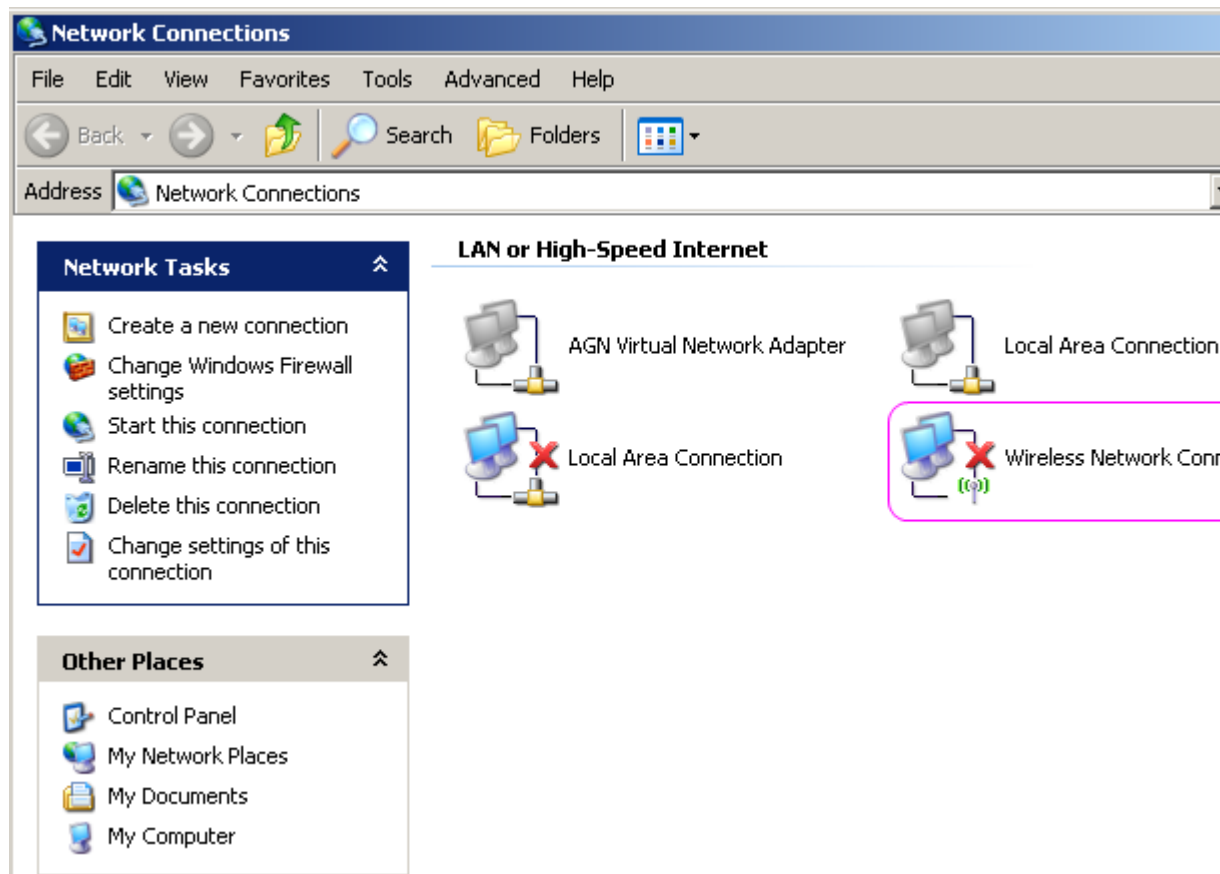 Network Connections
File Edit View Favorites Tools Advanced Help
Back Search Folders
Address Network Connections
Network Tasks
Create a new connection
Change Windows Firewall
settings
Start this connection
Rename this connection
Delete this connection
Change settings of this
connection
Other Places
Control Panel
My Network Places
My Documents
My Computer
LAN or High-Speed Internet
AGN Virtual Network Adapter
Local Area Connection
Local Area Connection
Wireless Network